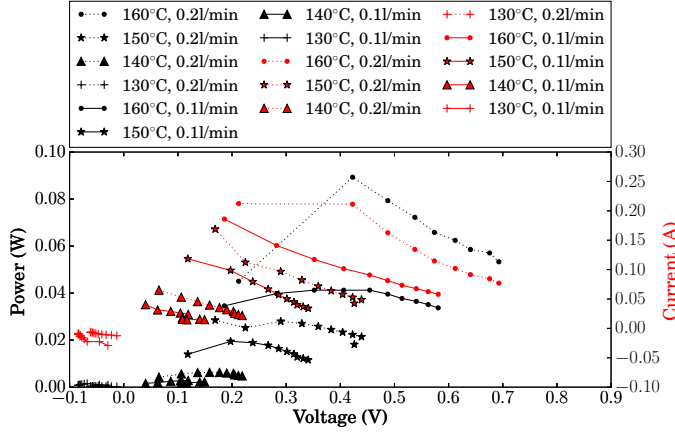 160°C, 0.2l/min 140°C, 0.1l/min 130°C, 0.2l/min
150°C, 0.2l/min 130°C, 0.1l/min 160°C, 0.1l/min
140°C, 0.2l/min 160°C, 0.2l/min 150°C, 0.1l/min
130°C, 0.2l/min 150°C, 0.2l/min 140°C, 0.1l/min
160°C, 0.1l/min 140°C, 0.2l/min 130°C, 0.1l/min
150°C, 0.1l/min
0.10 0.30
0.25
0.08 0.20
0.15
0.06 0.10
0.04 0.05
0.00
0.02 −0.05
0.00 −0.10
Power (W)
Current (A)
−0.1 0.0 0.1 0.2 0.3 0.4 0.5 0.6 0.7 0.8 0.9
Voltage (V)